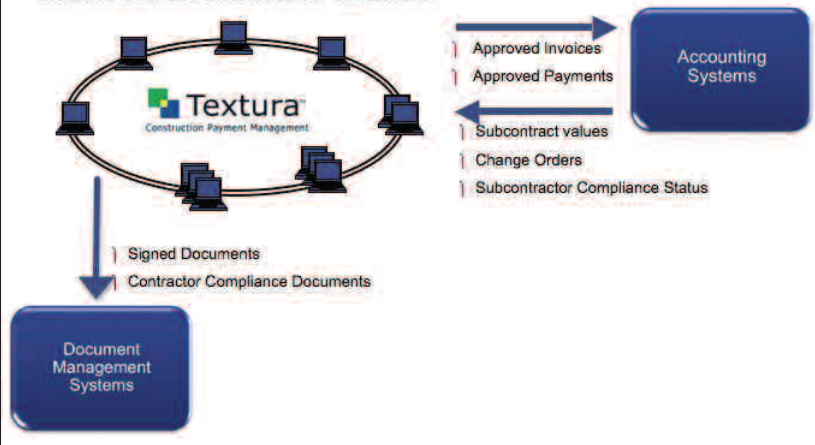 Approved Invoices
Approved Payments
Accounting
Systems
Textura™
Construction Payment Management
Subcontract values
Change Orders
Subcontractor Compliance Status
Signed Documents
Contractor Compliance Documents
Document
Management
Systems